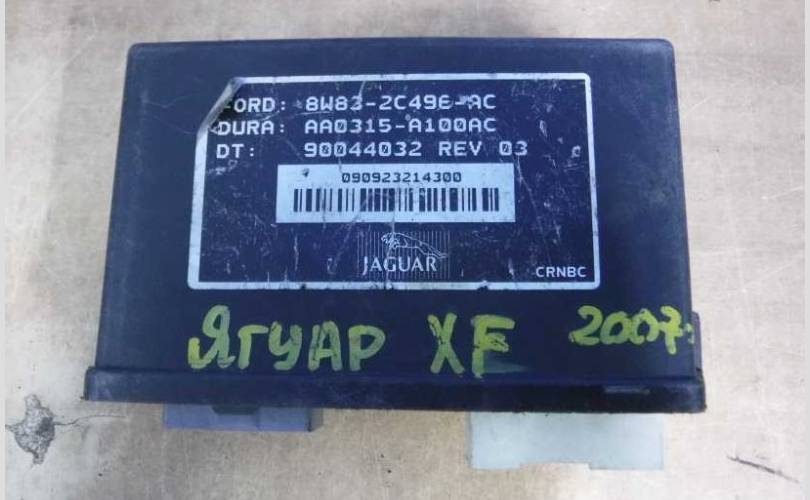 FORD: 8W83-2C496-AC
DURA: AA0315-A100AC
DT: 90044032 REV 03
090923214300
JAGUAR
CRNBC
ЯГУАР XF 2007